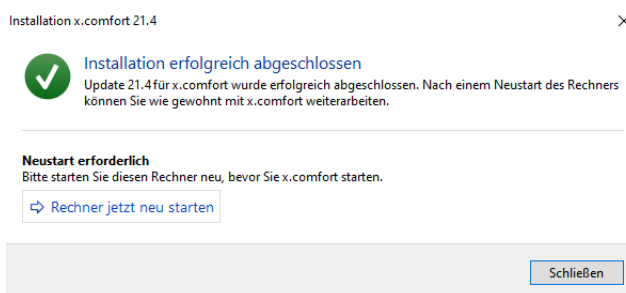 Installation x.comfort 21.4
Installation erfolgreich abgeschlossen
Update 21.4 für x.comfort wurde erfolgreich abgeschlossen. Nach einem Neustart des Rechners
können Sie wie gewohnt mit x.comfort weiterarbeiten.
Neustart erforderlich
Bitte starten Sie diesen Rechner neu, bevor Sie x.comfort starten.
Rechner jetzt neu starten
Schließen